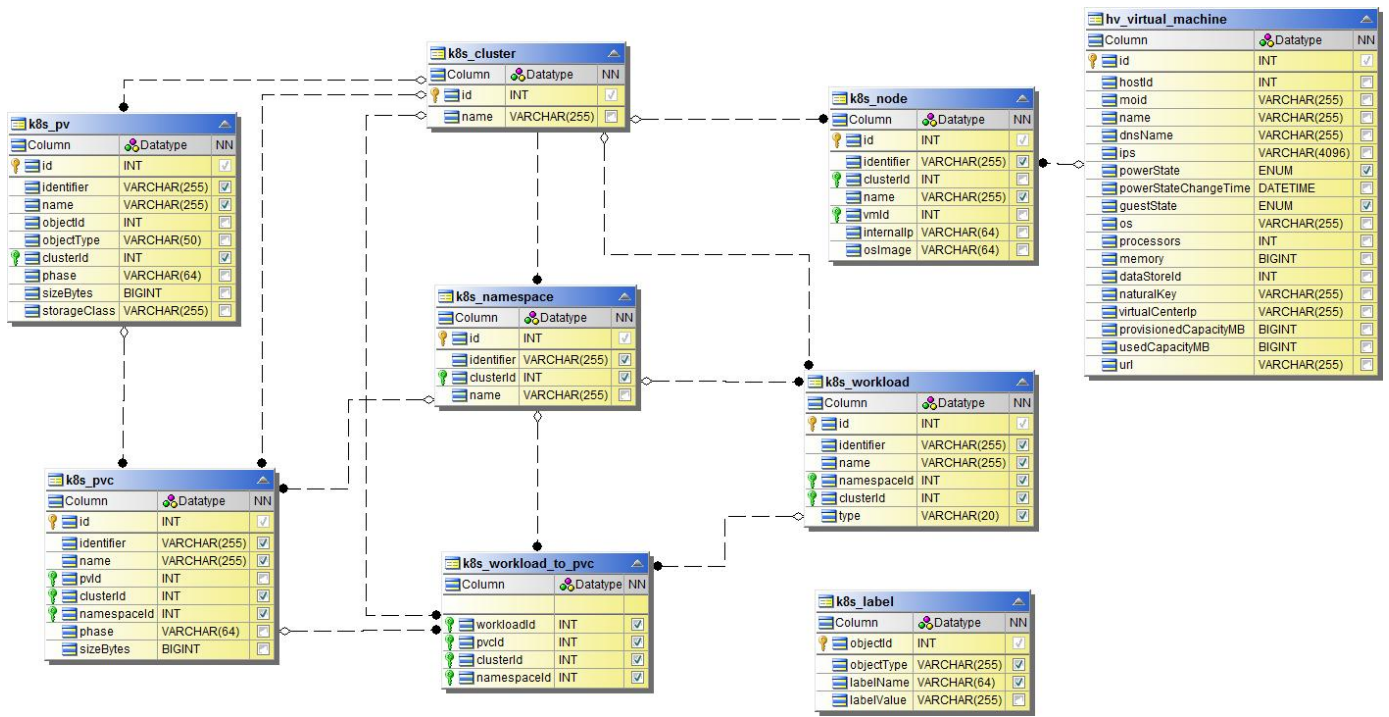 k8s_cluster
Column Datatype NN
id INT
name VARCHAR(255)
hv_virtual_machine
Column Datatype NN
id INT
hostId INT
moid VARCHAR(255)
name VARCHAR(255)
dnsName VARCHAR(255)
ips VARCHAR(4096)
powerState ENUM
powerStateChangeTime DATETIME
guestState ENUM
os VARCHAR(255)
processors INT
memory BIGINT
dataStoreId INT
naturalKey VARCHAR(255)
virtualCenterIp VARCHAR(255)
provisionedCapacityMB BIGINT
usedCapacityMB BIGINT
url VARCHAR(255)
k8s_node
Column Datatype NN
id INT
identifier VARCHAR(255)
clusterId INT
name VARCHAR(255)
vmId INT
internalIp VARCHAR(64)
osImage VARCHAR(64)
k8s_pv
Column Datatype NN
id INT
identifier VARCHAR(255)
name VARCHAR(255)
objectId INT
objectType VARCHAR(50)
clusterId INT
phase VARCHAR(64)
sizeBytes BIGINT
storageClass VARCHAR(255)
k8s_namespace
Column Datatype NN
id INT
identifier VARCHAR(255)
clusterId INT
name VARCHAR(255)
k8s_workload
Column Datatype NN
id INT
identifier VARCHAR(255)
name VARCHAR(255)
namespaceId INT
clusterId INT
type VARCHAR(20)
k8s_pvc
Column Datatype NN
id INT
identifier VARCHAR(255)
name VARCHAR(255)
pvId INT
clusterId INT
namespaceId INT
phase VARCHAR(64)
sizeBytes BIGINT
k8s_workload_to_pvc
Column Datatype NN
workloadId INT
pvcId INT
clusterId INT
namespaceId INT
k8s_label
Column Datatype NN
objectId INT
objectType VARCHAR(255)
labelName VARCHAR(64)
labelValue VARCHAR(255)